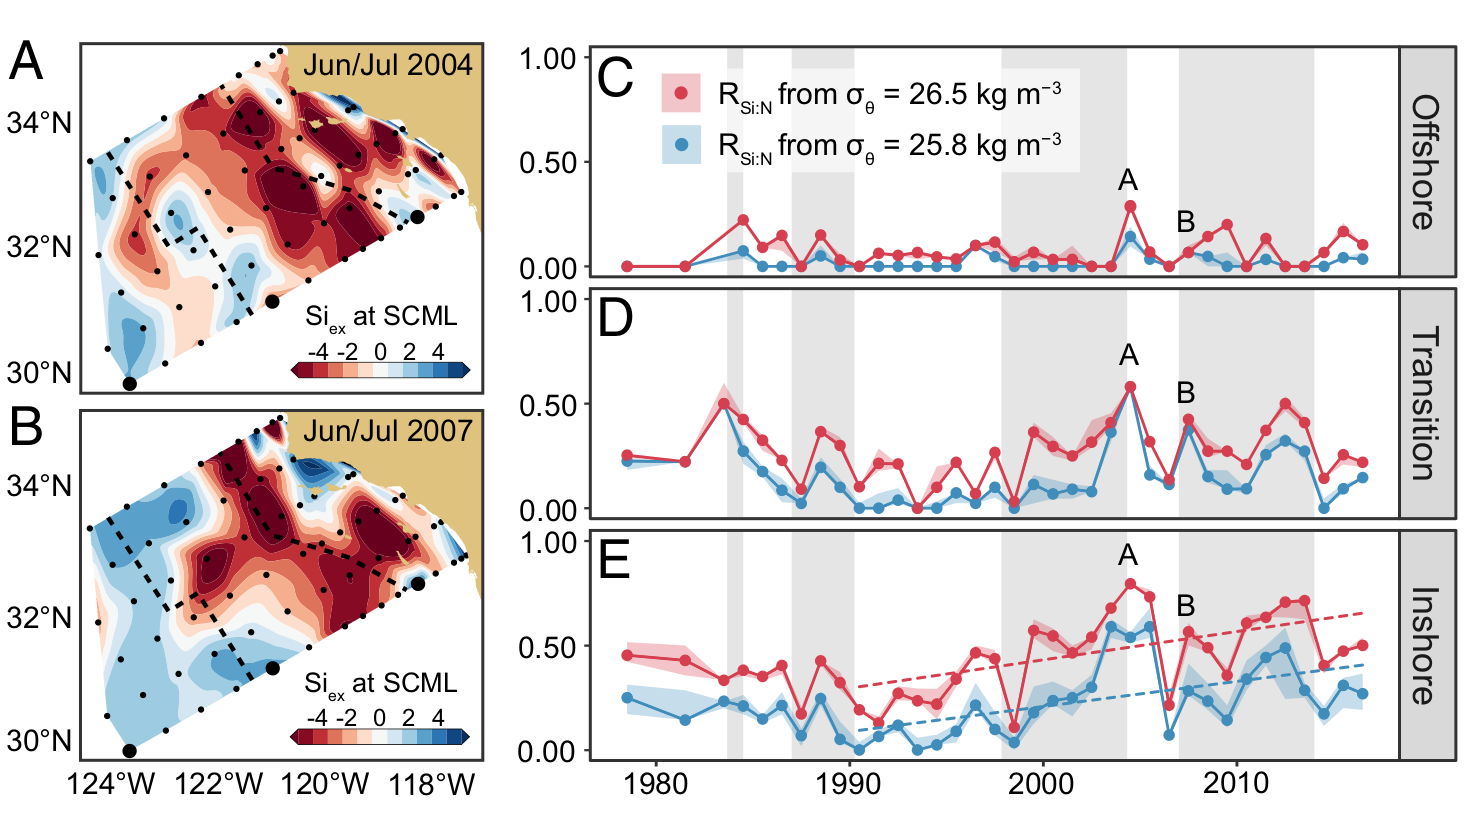 A
Jun/Jul 2004
34°N
32°N
30°N
Siex at SCML
-4 -2 0 2 4
B
Jun/Jul 2007
34°N
32°N
30°N
Siex at SCML
-4 -2 0 2 4
124°W 122°W 120°W 118°W
C
RSi:N from σθ = 26.5 kg m−3
RSi:N from σθ = 25.8 kg m−3
1.00
0.50
0.00
A
B
Offshore
D
1.00
0.50
0.00
A
B
Transition
E
1.00
0.50
0.00
A
B
Inshore
1980 1990 2000 2010